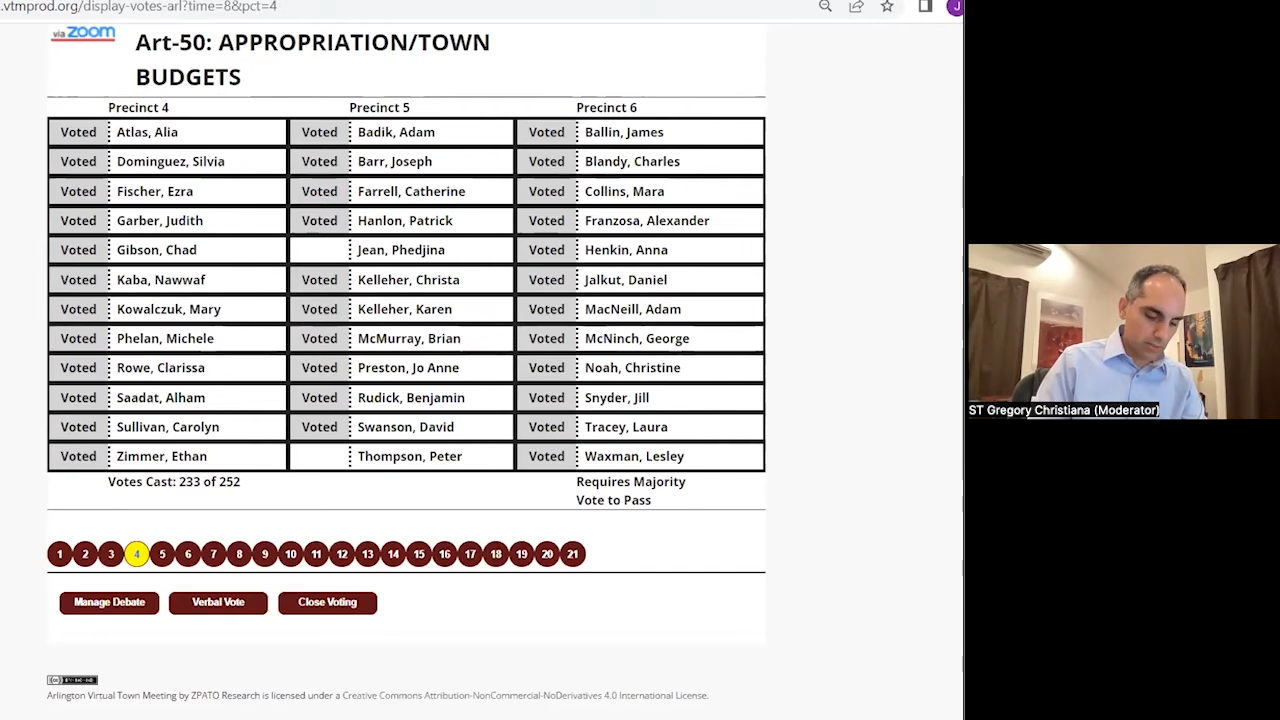 .vtmprod.org/display-votes-arl?time=8&pct=4
J
via zoom
Art-50: APPROPRIATION/TOWN
BUDGETS
Precinct 4 Precinct 5 Precinct 6
Voted Atlas, Alia Voted Badik, Adam Voted Ballin, James
Voted Dominguez, Silvia Voted Barr, Joseph Voted Blandy, Charles
Voted Fischer, Ezra Voted Farrell, Catherine Voted Collins, Mara
Voted Garber, Judith Voted Hanlon, Patrick Voted Franzosa, Alexander
Voted Gibson, Chad Jean, Phedjina Voted Henkin, Anna
Voted Kaba, Nawwaf Voted Kelleher, Christa Voted Jalkut, Daniel
Voted Kowalczuk, Mary Voted Kelleher, Karen Voted MacNeill, Adam
Voted Phelan, Michele Voted McMurray, Brian Voted McNinch, George
Voted Rowe, Clarissa Voted Preston, Jo Anne Voted Noah, Christine
Voted Saadat, Alham Voted Rudick, Benjamin Voted Snyder, Jill
Voted Sullivan, Carolyn Voted Swanson, David Voted Tracey, Laura
Voted Zimmer, Ethan Thompson, Peter Voted Waxman, Lesley
Votes Cast: 233 of 252 Requires Majority
Vote to Pass
1 2 3 4 5 6 7 8 9 10 11 12 13 14 15 16 17 18 19 20 21
Manage Debate Verbal Vote Close Voting
Arlington Virtual Town Meeting by ZPATO Research is licensed under a Creative Commons Attribution-NonCommercial-NoDerivatives 4.0 International License.
ST Gregory Christiana (Moderator)